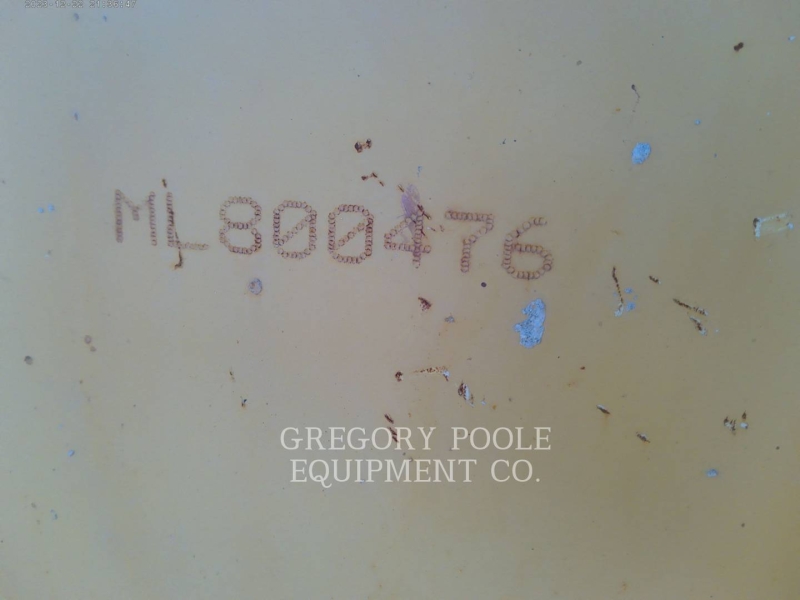 ML800476
GREGORY POOLE
EQUIPMENT CO.